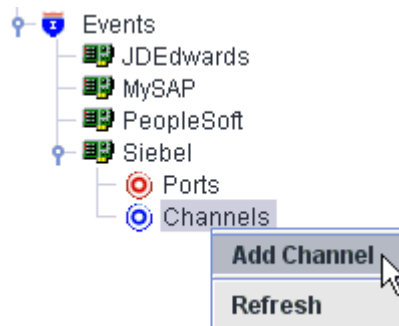 Events
JDEdwards
MySAP
PeopleSoft
Siebel
Ports
Channels
Add Channel
Refresh